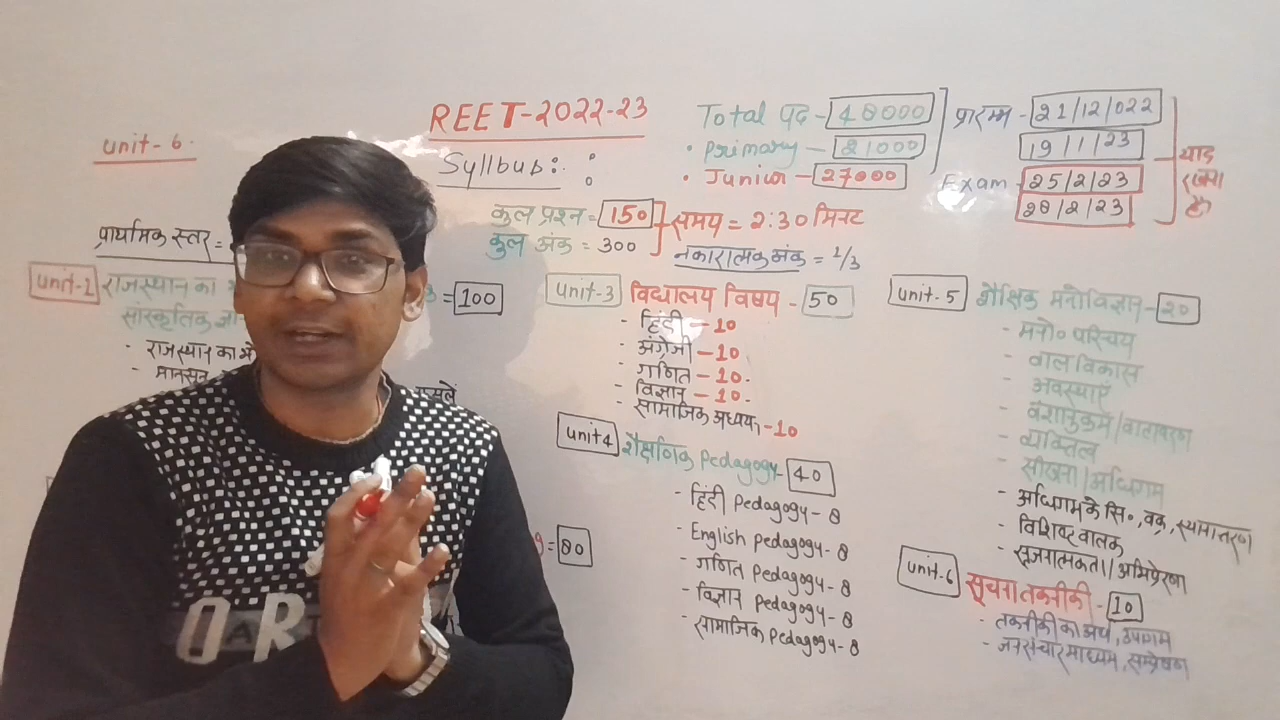 REET-2022-23
Syllbus:
unit-6.
Total पद - 48000
• Primary - 21000
• Junior - 27000
प्रारम्भ - 21/12/022
19/1/23
Exam - 25/2/23
28/2/23
याद रखना है
कुल प्रश्न = 150
कुल अंक = 300
समय = 2:30 मिनट
नकारात्मक अंक = 1/3
प्राथमिक स्तर =
unit-1 राजस्थान का = 100
सांस्कृतिक
- राजस्थान का
- मानसून
= 80
unit-3 विद्यालय विषय - 50
- हिंदी - 10
- अंग्रेजी - 10
- गणित - 10.
- विज्ञान - 10.
- सामाजिक अध्यय - 10
unit4 शैक्षणिक Pedagogy - 40
- हिंदी Pedagogy - 8
- English Pedagogy - 8
- गणित Pedagogy - 8
- विज्ञान Pedagogy - 8
- सामाजिक Pedagogy - 8
unit-5 शैक्षिक मनोविज्ञान - 20
- मनो० परिचय
- बाल विकास
- अवस्थाएँ
- वंशानुक्रम/वातावरण
- व्यक्तित्व
- सीखना/अधिगम
- अधिगम के सि०, वक्र, स्थानान्तरण
- विशिष्ट बालक
- सृजनात्मकता/अभिप्रेरणा
unit-6 सूचना तकनीकी - 10
- तकनीकी का अर्थ, उपागम
- जनसंचार माध्यम, सम्प्रेषण